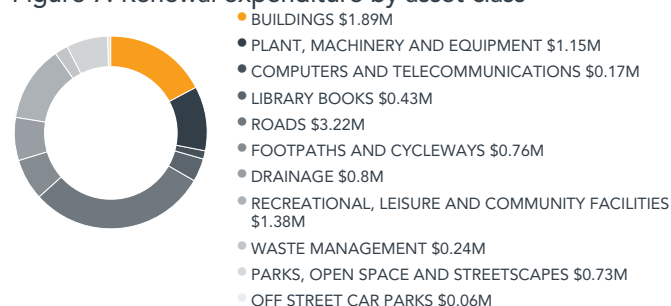 Figure 7: Renewal expenditure by asset class
BUILDINGS $1.89M
PLANT, MACHINERY AND EQUIPMENT $1.15M
COMPUTERS AND TELECOMMUNICATIONS $0.17M
LIBRARY BOOKS $0.43M
ROADS $3.22M
FOOTPATHS AND CYCLEWAYS $0.76M
DRAINAGE $0.8M
RECREATIONAL, LEISURE AND COMMUNITY FACILITIES
$1.38M
WASTE MANAGEMENT $0.24M
PARKS, OPEN SPACE AND STREETSCAPES $0.73M
OFF STREET CAR PARKS $0.06M